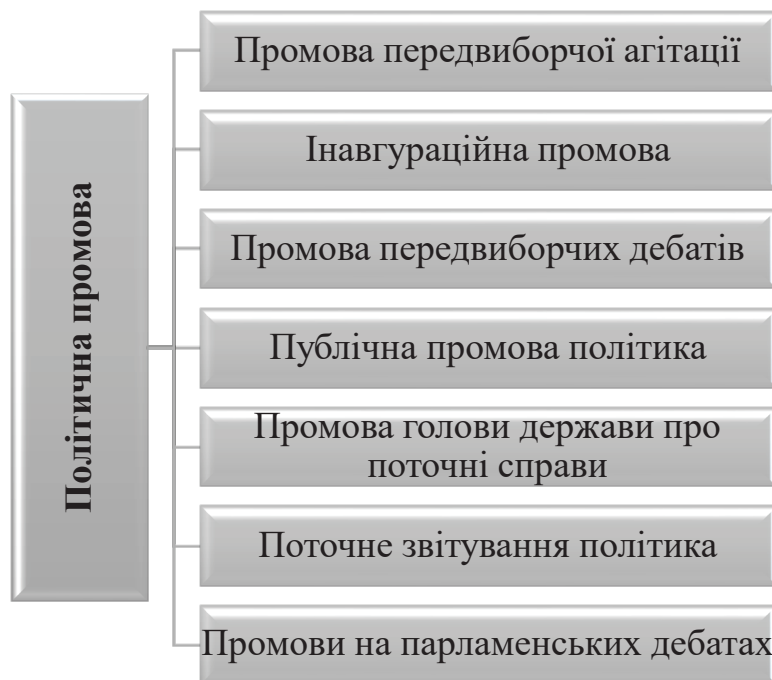 Політична промова
Промова передвиборчої агітації
Інавгураційна промова
Промова передвиборчих дебатів
Публічна промова політика
Промова голови держави про
поточні справи
Поточне звітування політика
Промови на парламенських дебатах